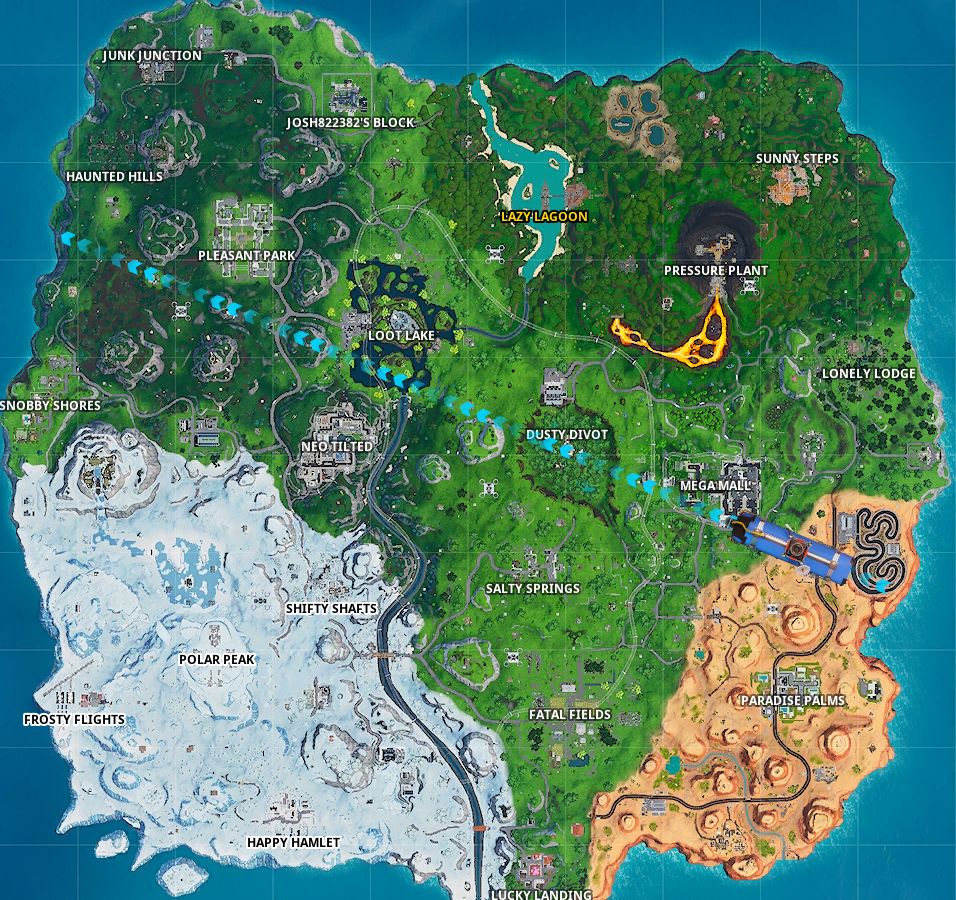 JUNK JUNCTION
JOSH822382'S BLOCK
SUNNY STEPS
HAUNTED HILLS
LAZY LAGOON
PLEASANT PARK
PRESSURE PLANT
LOOT LAKE
LONELY LODGE
SNOBBY SHORES
DUSTY DIVOT
NEO TILTED
MEGA MALL
SALTY SPRINGS
SHIFTY SHAFTS
POLAR PEAK
PARADISE PALMS
FROSTY FLIGHTS
FATAL FIELDS
HAPPY HAMLET
LUCKY LANDING